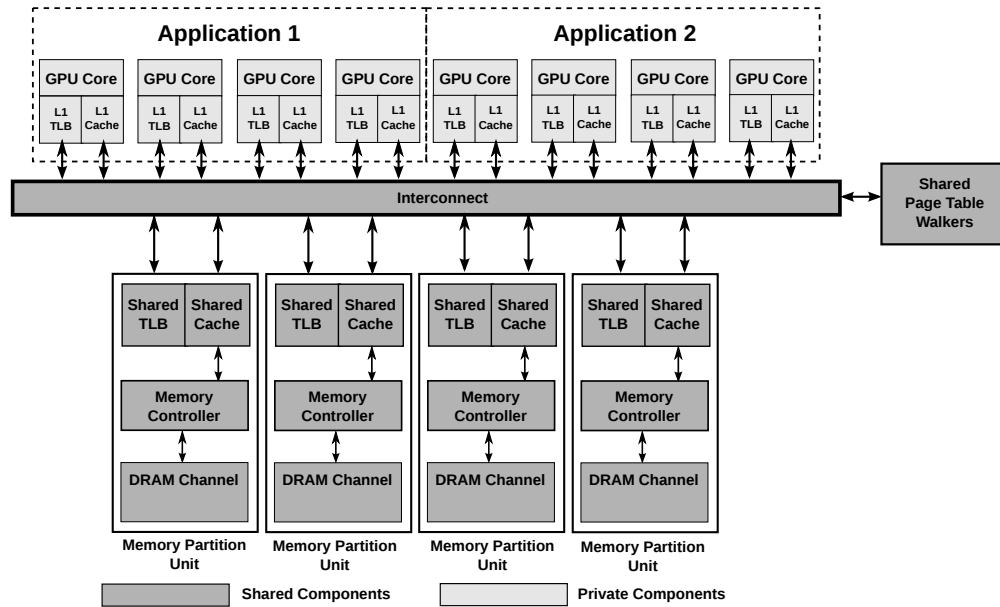 Application 1
Application 2
GPU Core
GPU Core
GPU Core
GPU Core
GPU Core
GPU Core
GPU Core
GPU Core
L1 TLB
L1 Cache
L1 TLB
L1 Cache
L1 TLB
L1 Cache
L1 TLB
L1 Cache
L1 TLB
L1 Cache
L1 TLB
L1 Cache
L1 TLB
L1 Cache
L1 TLB
L1 Cache
Interconnect
Shared
Page Table
Walkers
Shared
TLB
Shared
Cache
Shared
TLB
Shared
Cache
Shared
TLB
Shared
Cache
Shared
TLB
Shared
Cache
Memory
Controller
Memory
Controller
Memory
Controller
Memory
Controller
DRAM Channel
DRAM Channel
DRAM Channel
DRAM Channel
Memory Partition
Unit
Memory Partition
Unit
Memory Partition
Unit
Memory Partition
Unit
Shared Components
Private Components